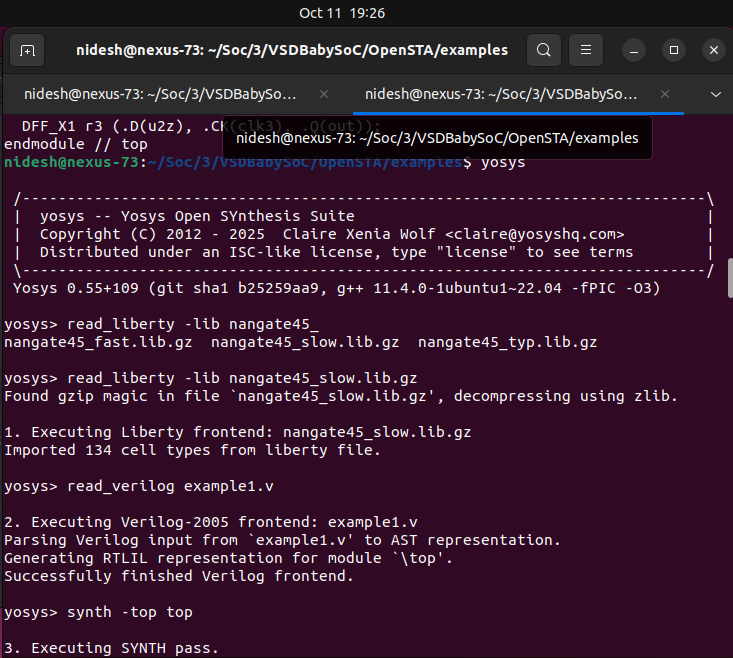 Oct 11 19:26
nidesh@nexus-73: ~/Soc/3/VSDBabySoC/OpenSTA/examples
nidesh@nexus-73: ~/Soc/3/VSDBabySo...
nidesh@nexus-73: ~/Soc/3/VSDBabySo...
DFF_X1 r3 (.D(u2z), .CK(clk3), .Q(out));
endmodule // top
nidesh@nexus-73: ~/Soc/3/VSDBabySoC/OpenSTA/examples
nidesh@nexus-73:~/Soc/3/VSDBabySoC/OpenSTA/examples$ yosys
/----------------------------------------------------------------------------\
| yosys -- Yosys Open SYnthesis Suite |
| Copyright (C) 2012 - 2025 Claire Xenia Wolf <claire@yosyshq.com> |
| Distributed under an ISC-like license, type "license" to see terms |
\----------------------------------------------------------------------------/
Yosys 0.55+109 (git sha1 b25259aa9, g++ 11.4.0-1ubuntu1~22.04 -fPIC -O3)
yosys> read_liberty -lib nangate45_
nangate45_fast.lib.gz nangate45_slow.lib.gz nangate45_typ.lib.gz
yosys> read_liberty -lib nangate45_slow.lib.gz
Found gzip magic in file `nangate45_slow.lib.gz', decompressing using zlib.
1. Executing Liberty frontend: nangate45_slow.lib.gz
Imported 134 cell types from liberty file.
yosys> read_verilog example1.v
2. Executing Verilog-2005 frontend: example1.v
Parsing Verilog input from `example1.v' to AST representation.
Generating RTLIL representation for module `\top'.
Successfully finished Verilog frontend.
yosys> synth -top top
3. Executing SYNTH pass.